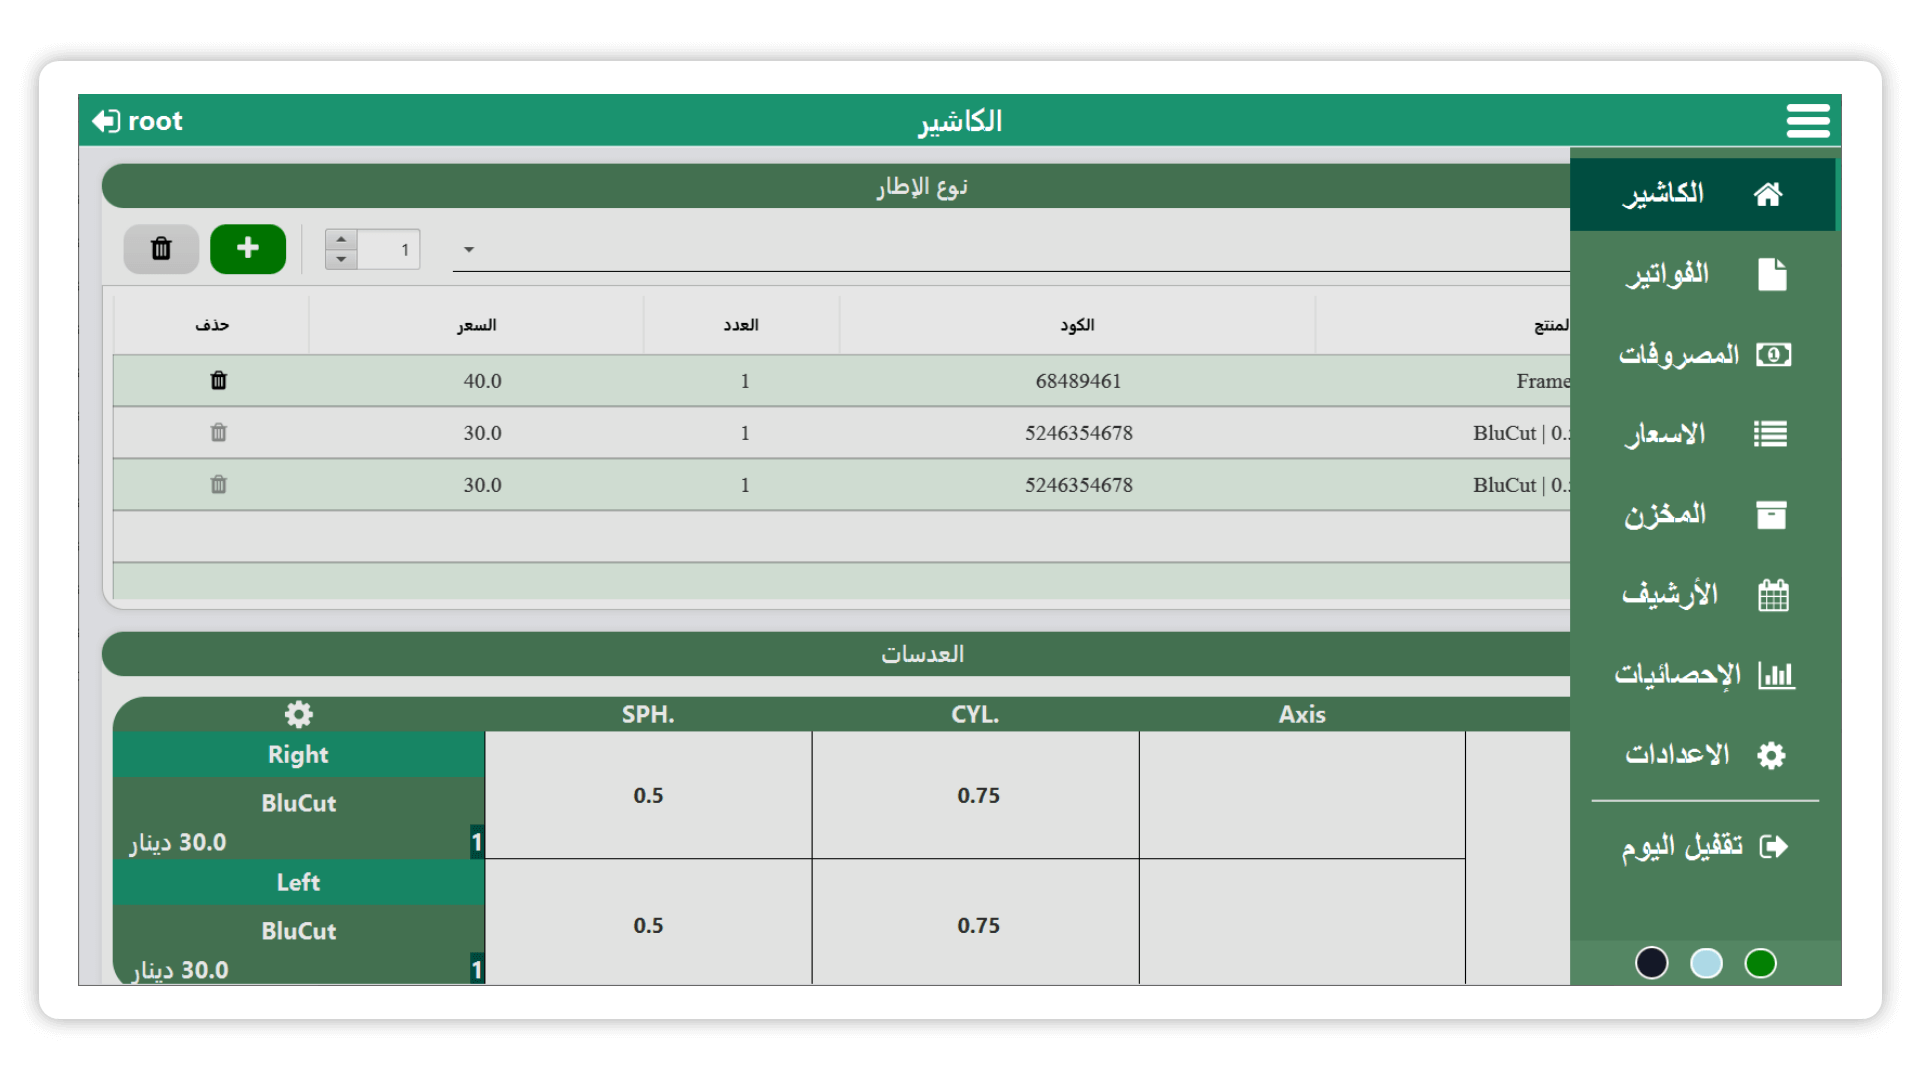 root
الكاشير
نوع الإطار
1
لمنتج الكود العدد السعر حذف
Frame 68489461 1 40.0
BluCut | 0. 5246354678 1 30.0
BluCut | 0. 5246354678 1 30.0
العدسات
SPH. CYL. Axis
Right
BluCut
30.0 دينار 1
0.5 0.75
Left
BluCut
30.0 دينار 1
0.5 0.75
الكاشير
الفواتير
المصروفات
الاسعار
المخزن
الأرشيف
الإحصائيات
الاعدادات
تقفيل اليوم